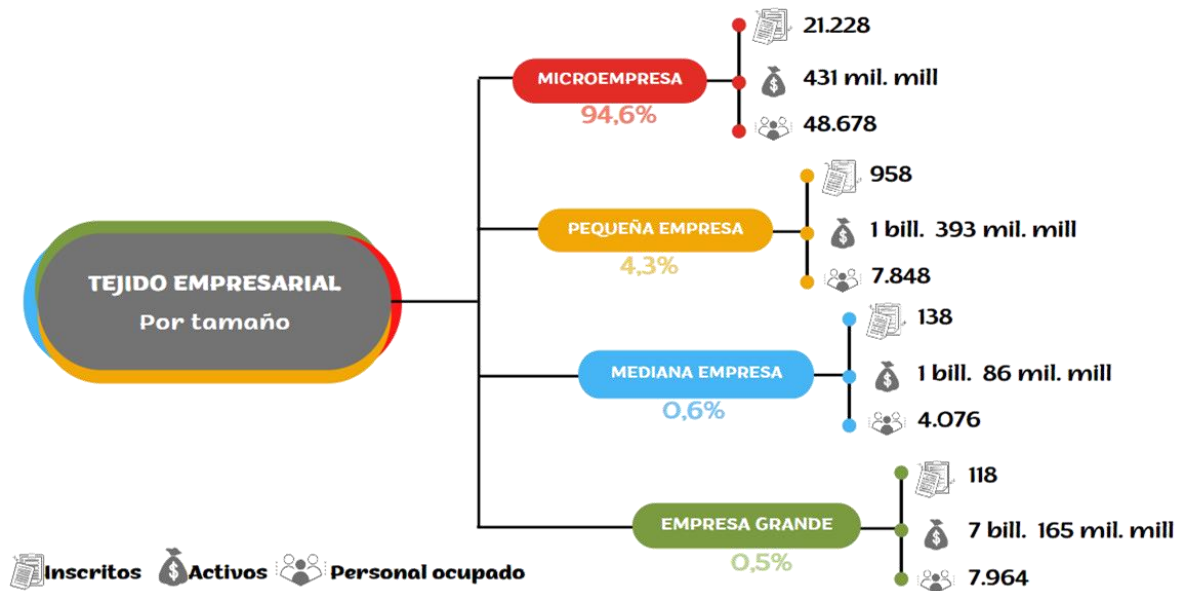 TEJIDO EMPRESARIAL
Por tamaño
MICROEMPRESA
94,6%
21.228
431 mil. mill
48.678
PEQUEÑA EMPRESA
4,3%
958
1 bill. 393 mil. mill
7.848
MEDIANA EMPRESA
0,6%
138
1 bill. 86 mil. mill
4.076
EMPRESA GRANDE
0,5%
118
7 bill. 165 mil. mill
7.964
Inscritos Activos Personal ocupado